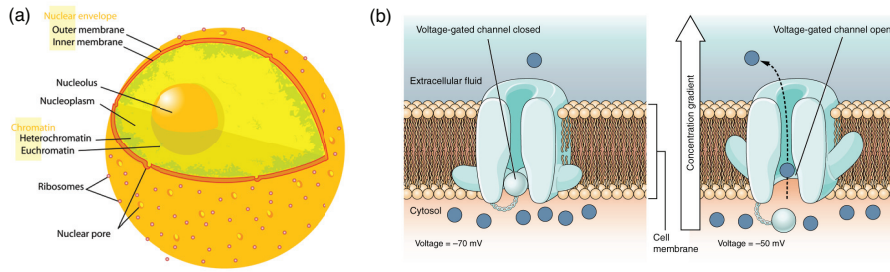 (a)
Nuclear envelope
Outer membrane
Inner membrane
Nucleolus
Nucleoplasm
Chromatin
Heterochromatin
Euchromatin
Ribosomes
Nuclear pore
(b)
Voltage-gated channel closed
Voltage-gated channel open
Extracellular fluid
Concentration gradient
Cytosol
Cell
membrane
Voltage = –70 mV
Voltage = –50 mV